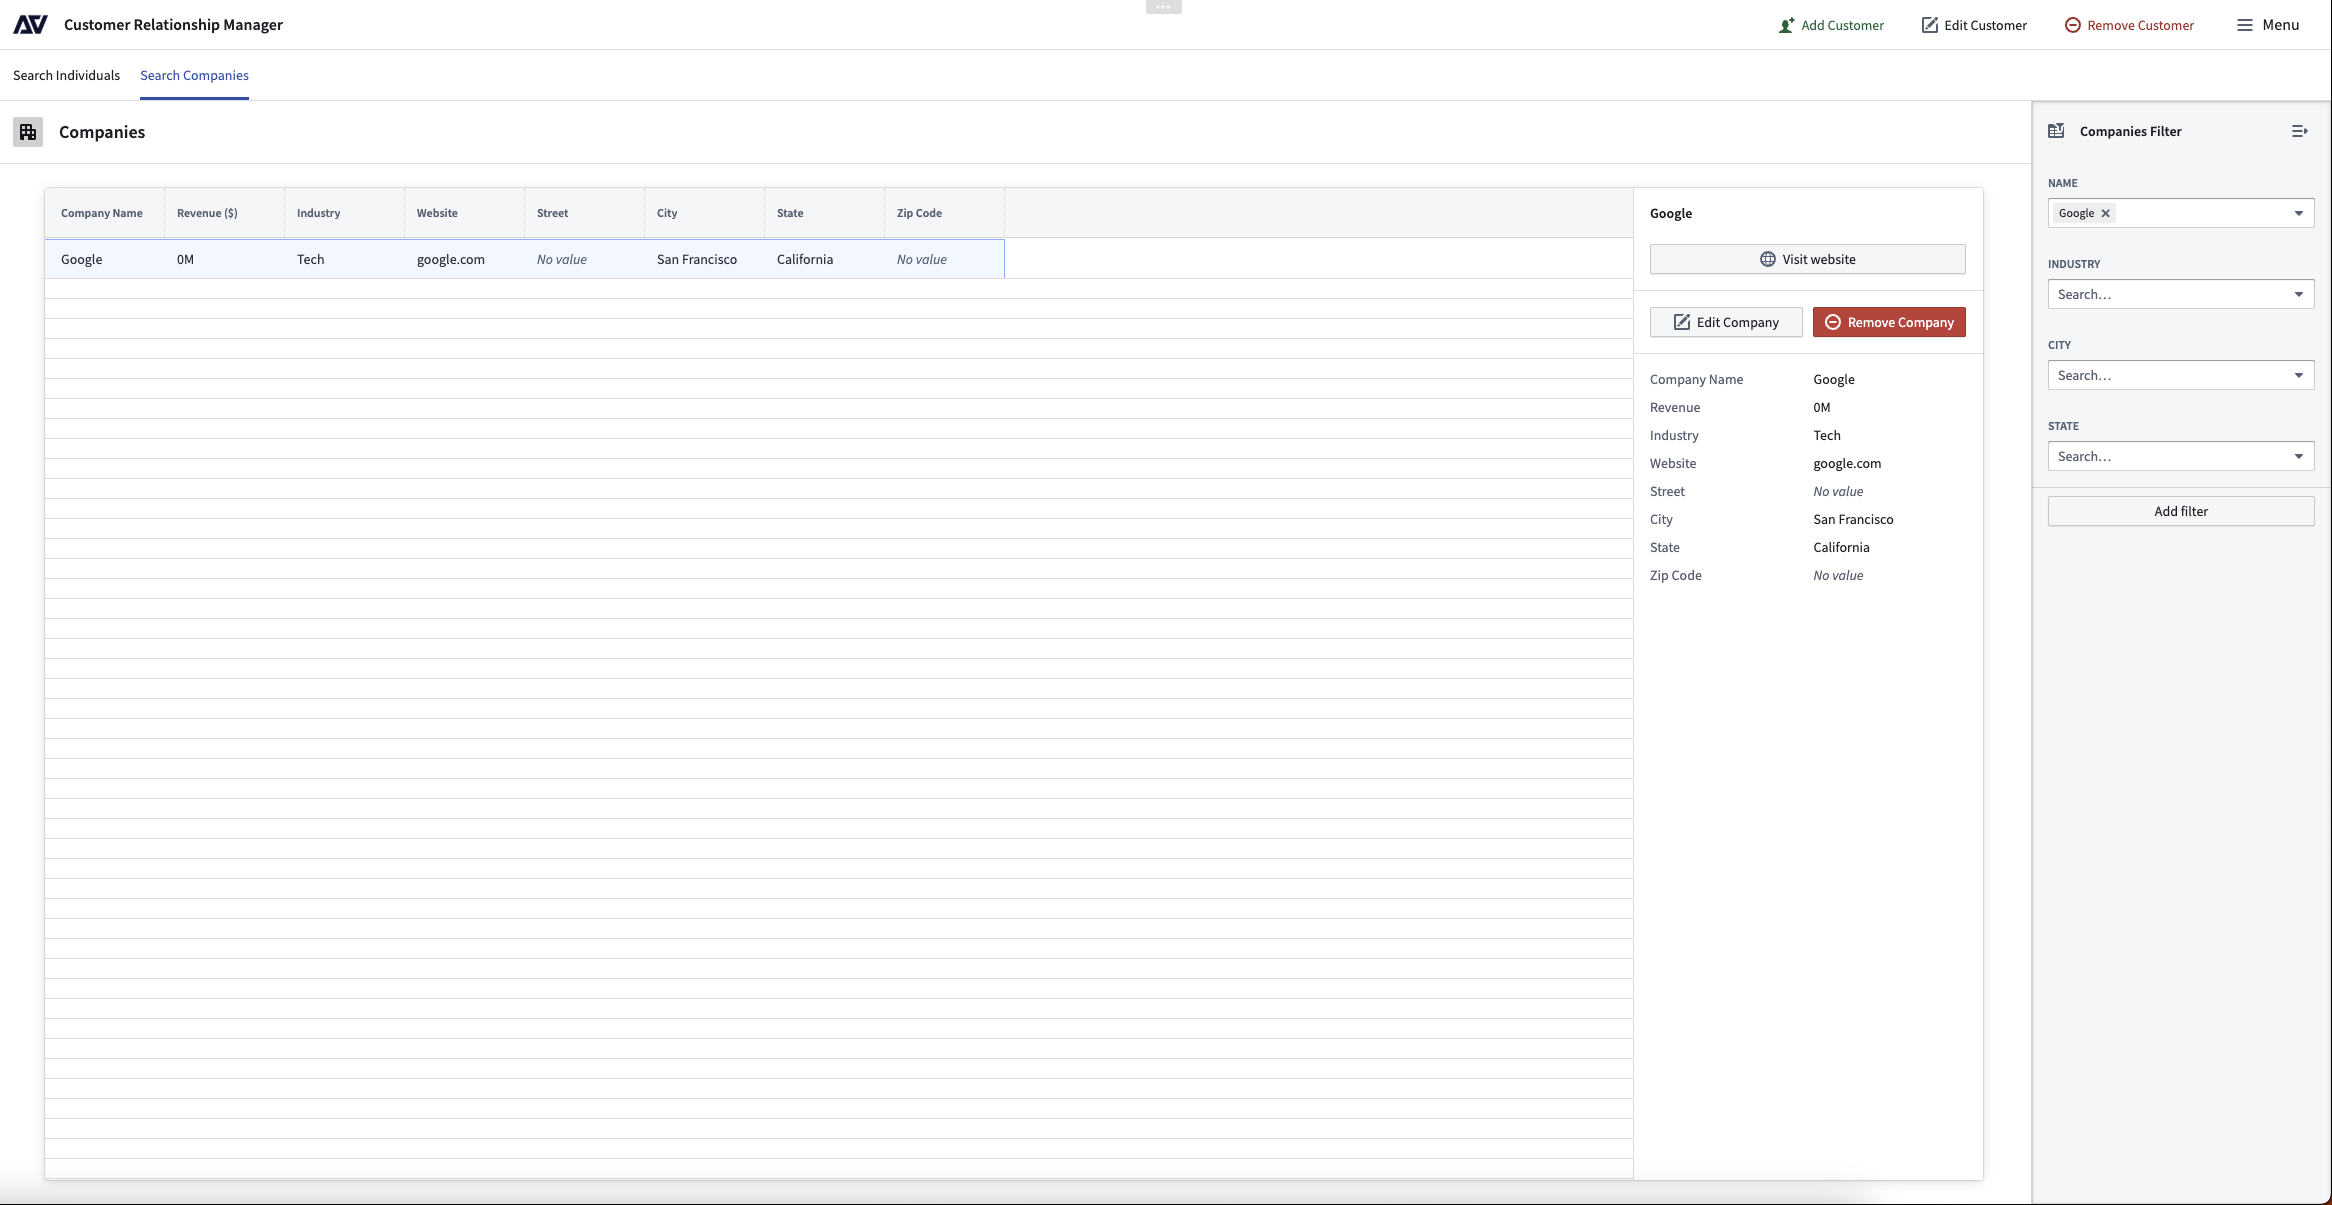 AV Customer Relationship Manager
Add Customer
Edit Customer
Remove Customer
Menu
Search Individuals
Search Companies
Companies
Company Name Revenue ($) Industry Website Street City State Zip Code
Google 0M Tech google.com No value San Francisco California No value
Google
Visit website
Edit Company
Remove Company
Company Name Google
Revenue 0M
Industry Tech
Website google.com
Street No value
City San Francisco
State California
Zip Code No value
Companies Filter
NAME
Google
INDUSTRY
Search...
CITY
Search...
STATE
Search...
Add filter